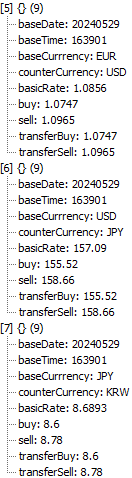 [5] {} (9)
baseDate: 20240529
baseTime: 163901
baseCurrrency: EUR
counterCurrency: USD
basicRate: 1.0856
buy: 1.0747
sell: 1.0965
transferBuy: 1.0747
transferSell: 1.0965
[6] {} (9)
baseDate: 20240529
baseTime: 163901
baseCurrrency: USD
counterCurrency: JPY
basicRate: 157.09
buy: 155.52
sell: 158.66
transferBuy: 155.52
transferSell: 158.66
[7] {} (9)
baseDate: 20240529
baseTime: 163901
baseCurrrency: JPY
counterCurrency: KRW
basicRate: 8.6893
buy: 8.6
sell: 8.78
transferBuy: 8.6
transferSell: 8.78